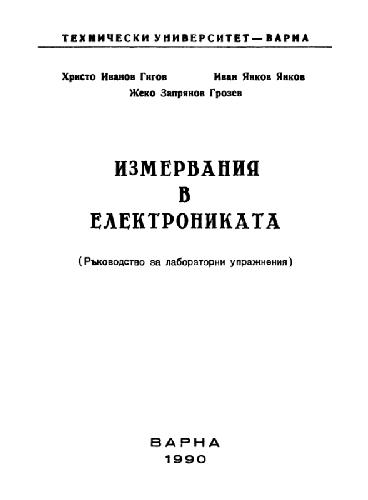 ТЕХНИЧЕСКИ УНИВЕРСИТЕТ — ВАРНА
Христо Иванов Гигов Иван Янков Янков
Жеко Запрянов Грозев
ИЗМЕРВАНИЯ
В
ЕЛЕКТРОНИКАТА
(Ръководство за лабораторни упражнения)
ВАРНА
1990